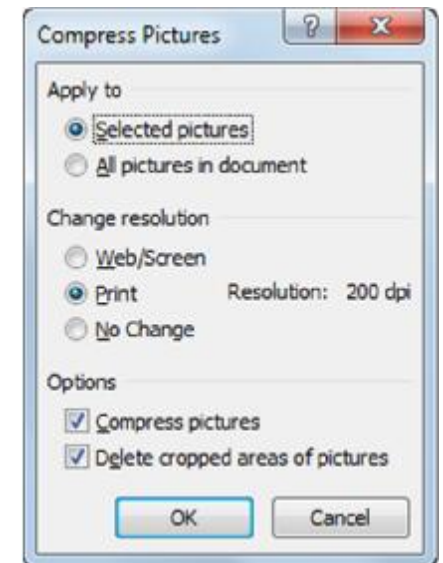 Compress Pictures ?
Apply to
Selected pictures
All pictures in document
Change resolution
Web/Screen
Print Resolution: 200 dpi
No Change
Options
Compress pictures
Delete cropped areas of pictures
OK Cancel